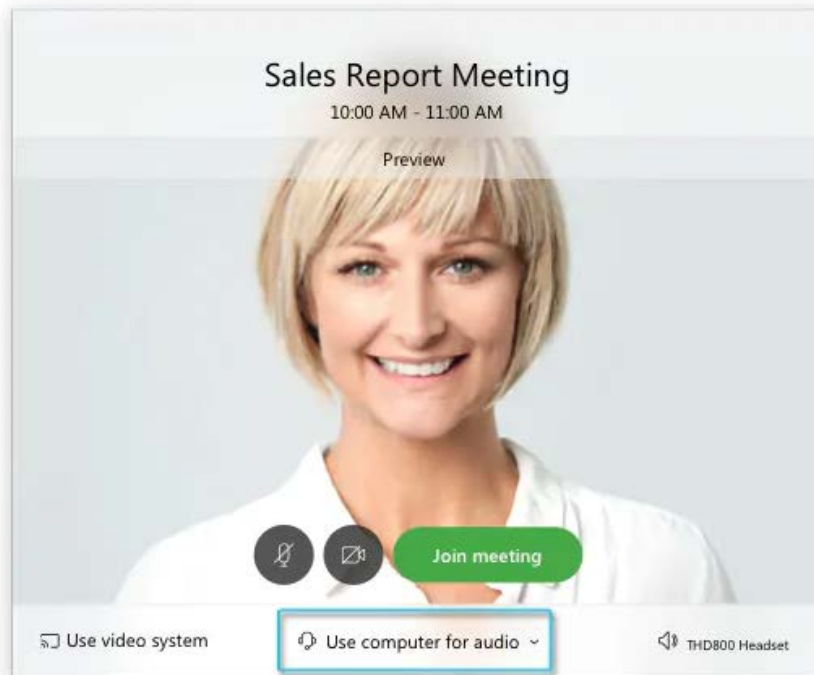 Sales Report Meeting
10:00 AM - 11:00 AM
Preview
Join meeting
Use video system
Use computer for audio
THD800 Headset